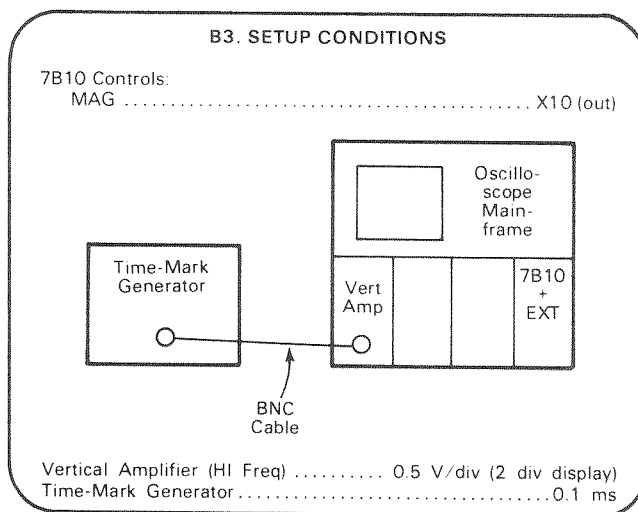 B3. SETUP CONDITIONS
7B10 Controls:
MAG ........................................ X10 (out)
Oscillo-
scope
Main-
frame
Time-Mark
Generator
Vert
Amp
7B10
+
EXT
BNC
Cable
Vertical Amplifier (HI Freq) .......... 0.5 V/div (2 div display)
Time-Mark Generator ............................... 0.1 ms